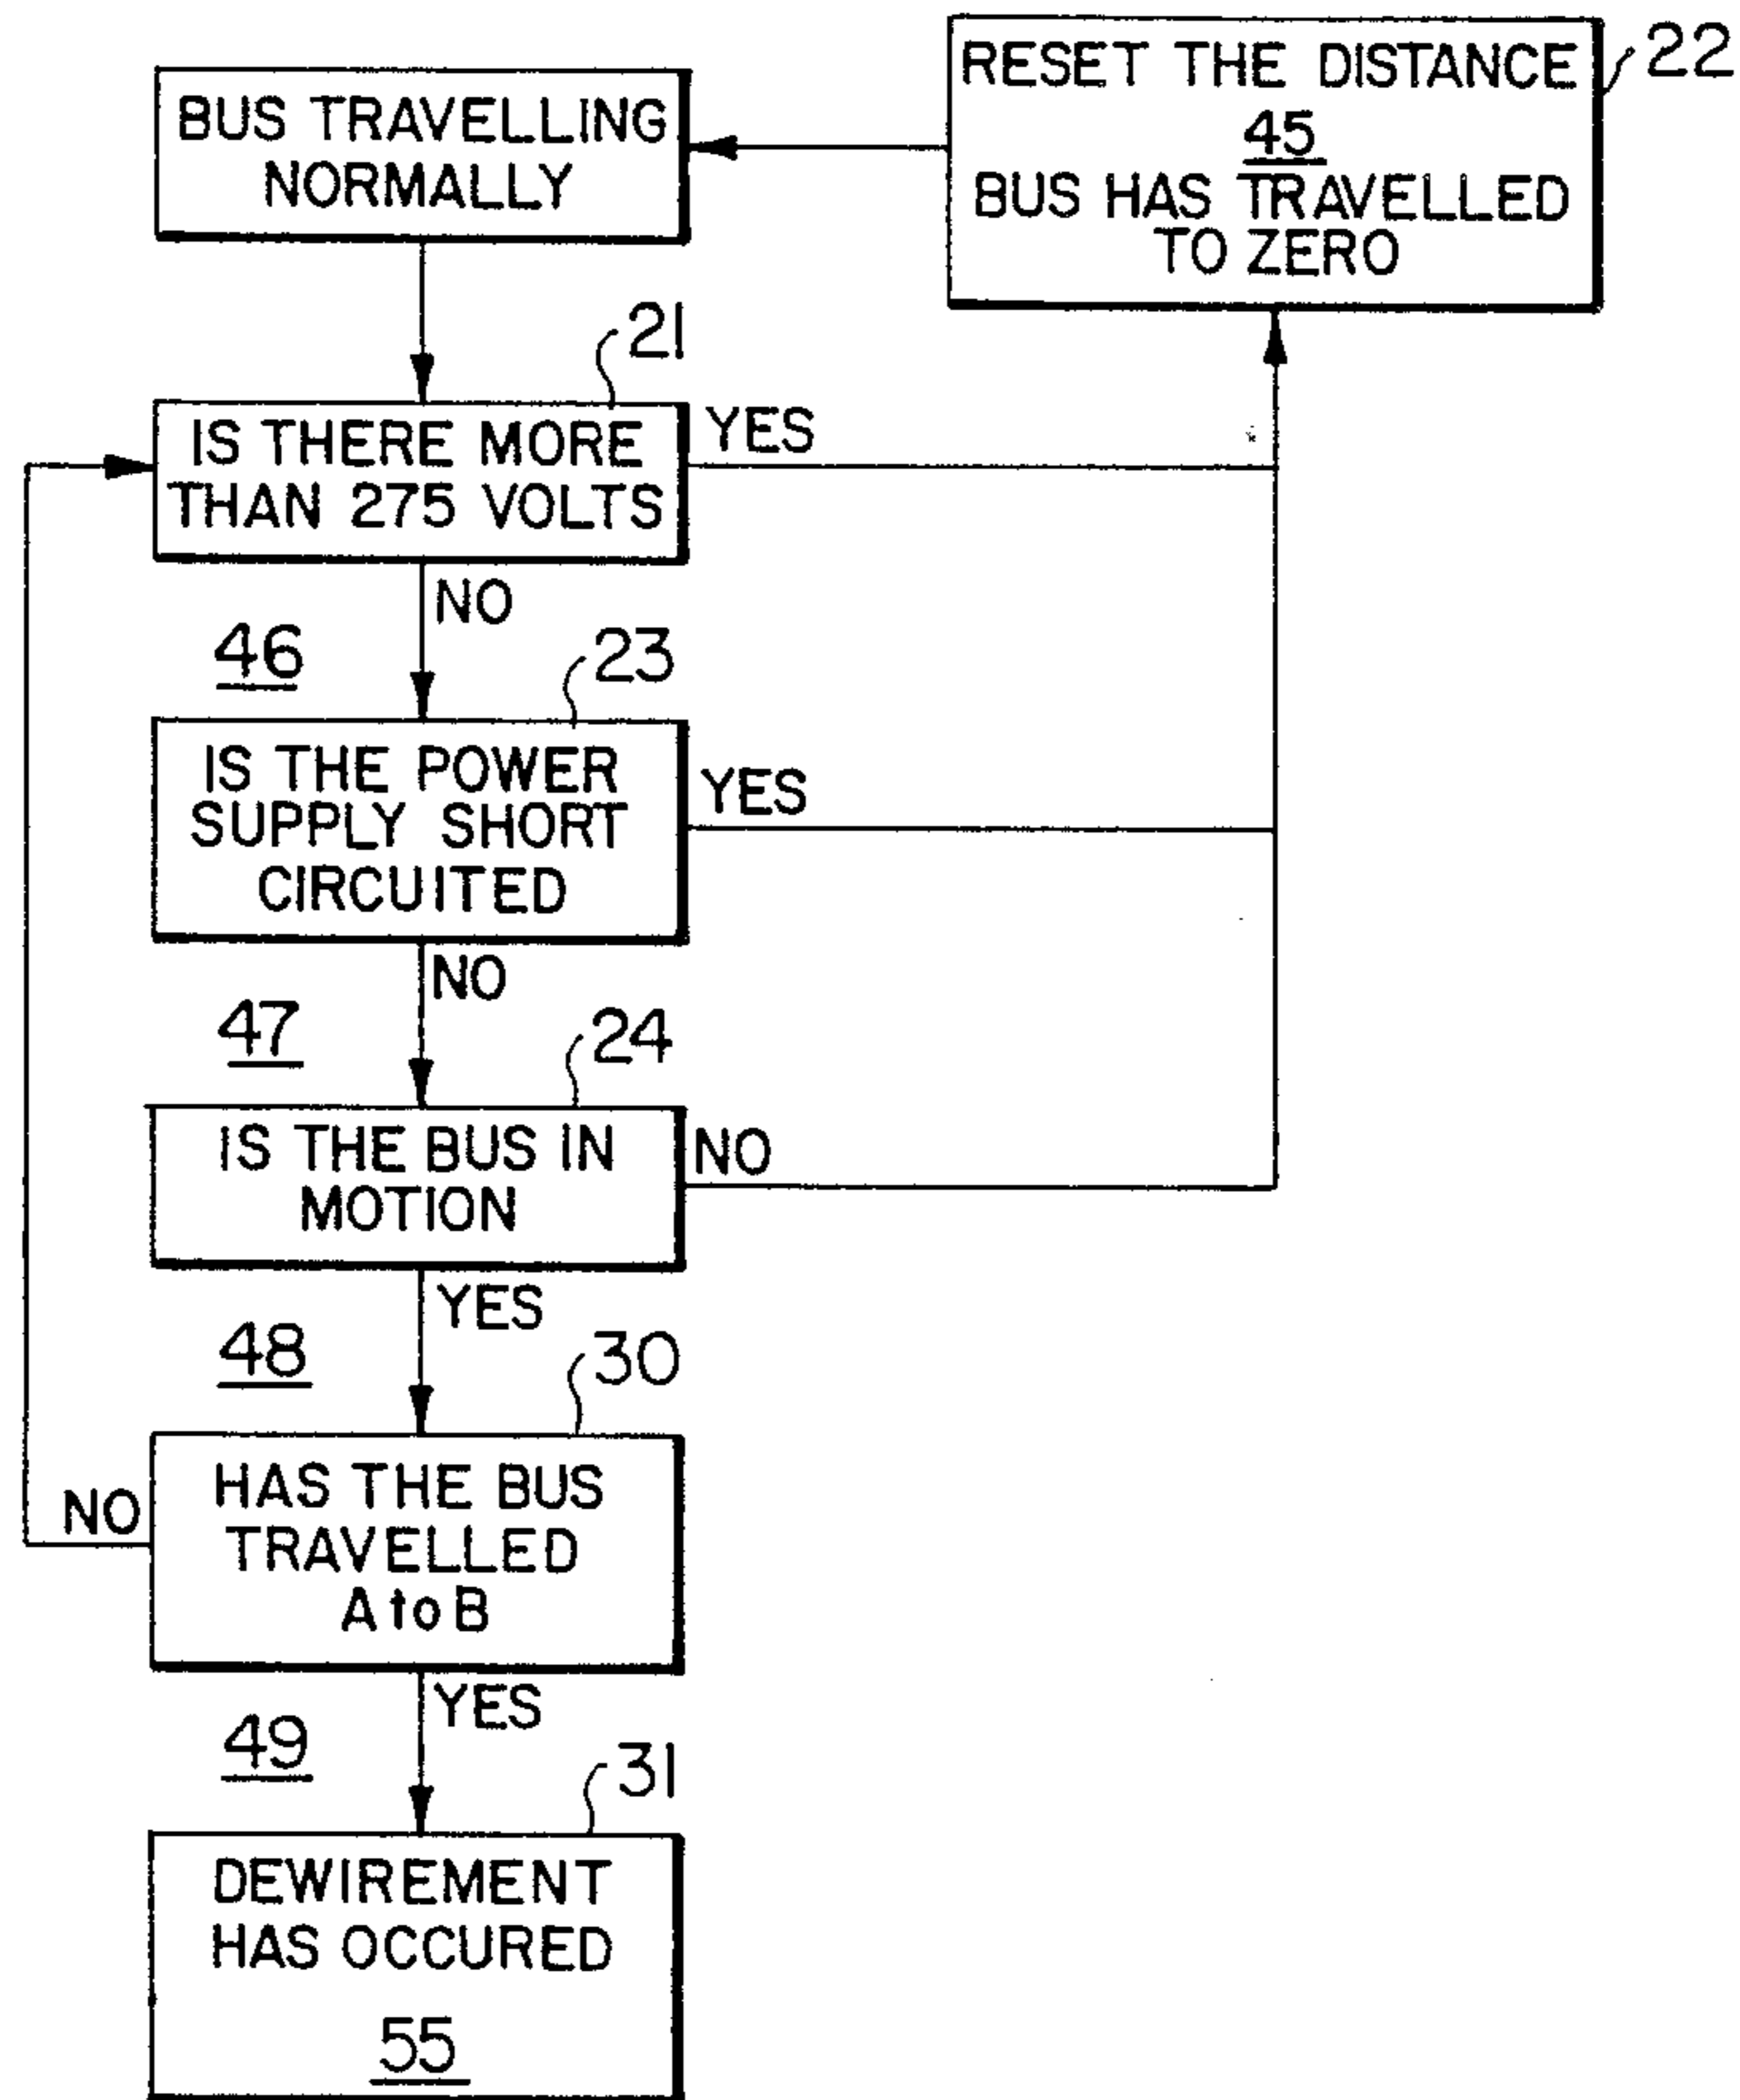 BUS TRAVELLING
NORMALLY
RESET THE DISTANCE
45
BUS HAS TRAVELLED
TO ZERO
22
21
IS THERE MORE
THAN 275 VOLTS
YES
NO
46
23
IS THE POWER
SUPPLY SHORT
CIRCUITED
YES
NO
47
24
IS THE BUS IN
MOTION
NO
YES
48
30
HAS THE BUS
TRAVELLED
A to B
NO
YES
49
31
DEWIREMENT
HAS OCCURED
55